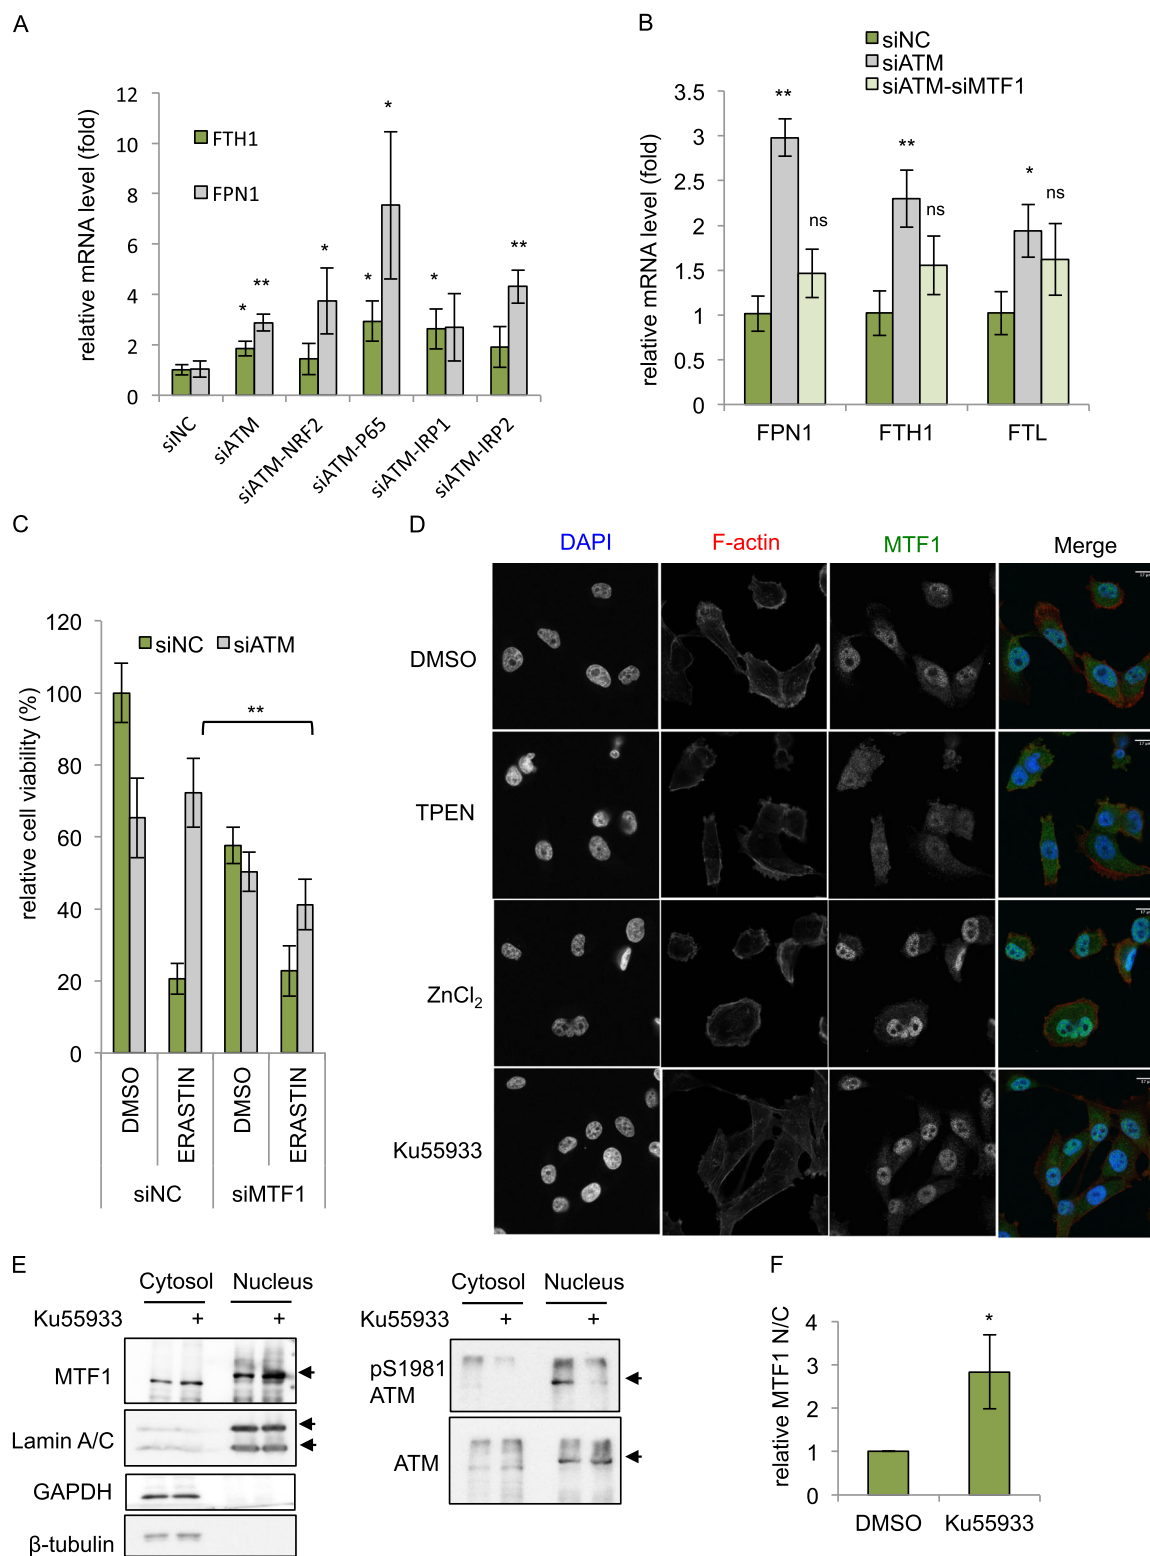 A
relative mRNA level (fold)
12
10
8
6
4
2
0
FTH1
FPN1
*
**
*
*
*
*
**
siNC
siATM
siATM-NRF2
siATM-P65
siATM-IRP1
siATM-IRP2
B
siNC
siATM
siATM-siMTF1
relative mRNA level (fold)
3.5
3
2.5
2
1.5
1
0.5
0
**
ns
**
ns
*
ns
FPN1 FTH1 FTL
C
relative cell viability (%)
120
100
80
60
40
20
0
siNC siATM
**
DMSO
ERASTIN
DMSO
ERASTIN
siNC siMTF1
D
DAPI F-actin MTF1 Merge
DMSO
TPEN
ZnCl2
Ku55933
17 µm
E
Cytosol Nucleus
Ku55933 + +
MTF1
Lamin A/C
GAPDH
β-tubulin
Cytosol Nucleus
Ku55933 + +
pS1981
ATM
ATM
F
relative MTF1 N/C
4
3
2
1
0
*
DMSO Ku55933